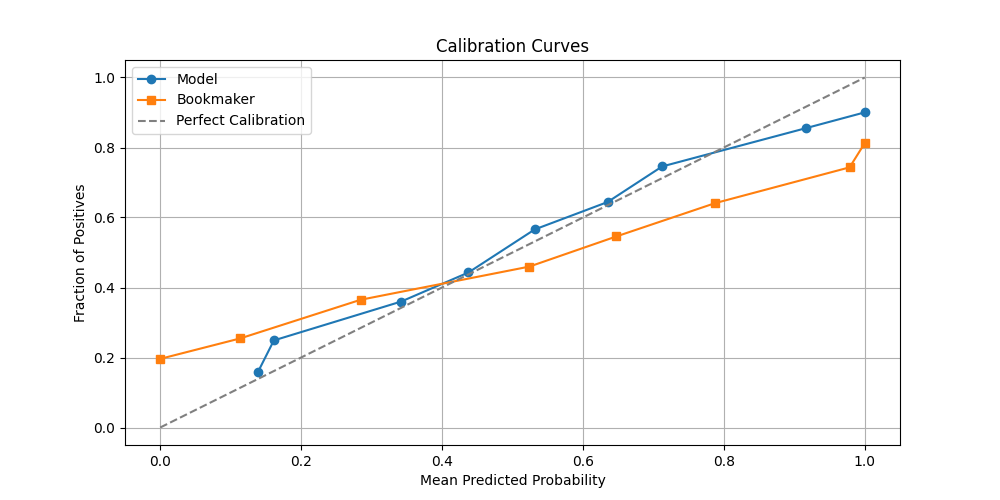 Calibration Curves
Model
Bookmaker
Perfect Calibration
Fraction of Positives
1.0
0.8
0.6
0.4
0.2
0.0
0.0 0.2 0.4 0.6 0.8 1.0
Mean Predicted Probability